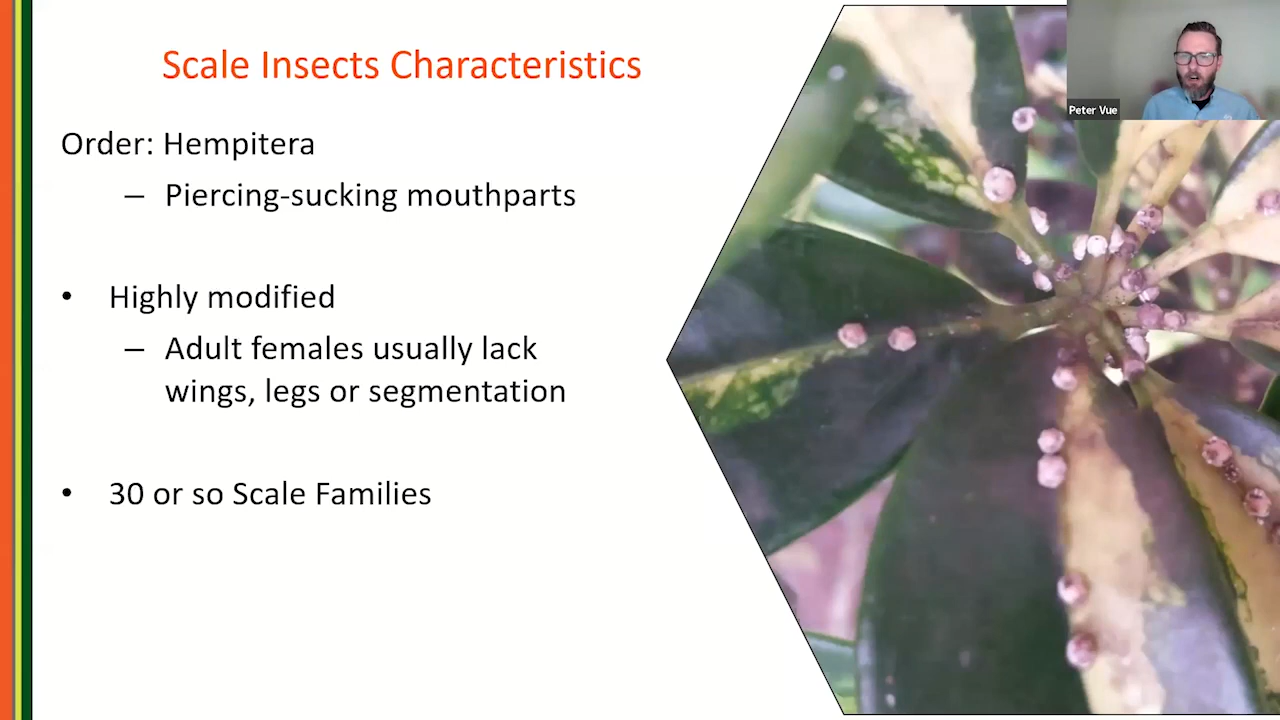 Scale Insects Characteristics
Peter Vue
Order: Hempitera
– Piercing-sucking mouthparts
• Highly modified
– Adult females usually lack
wings, legs or segmentation
• 30 or so Scale Families